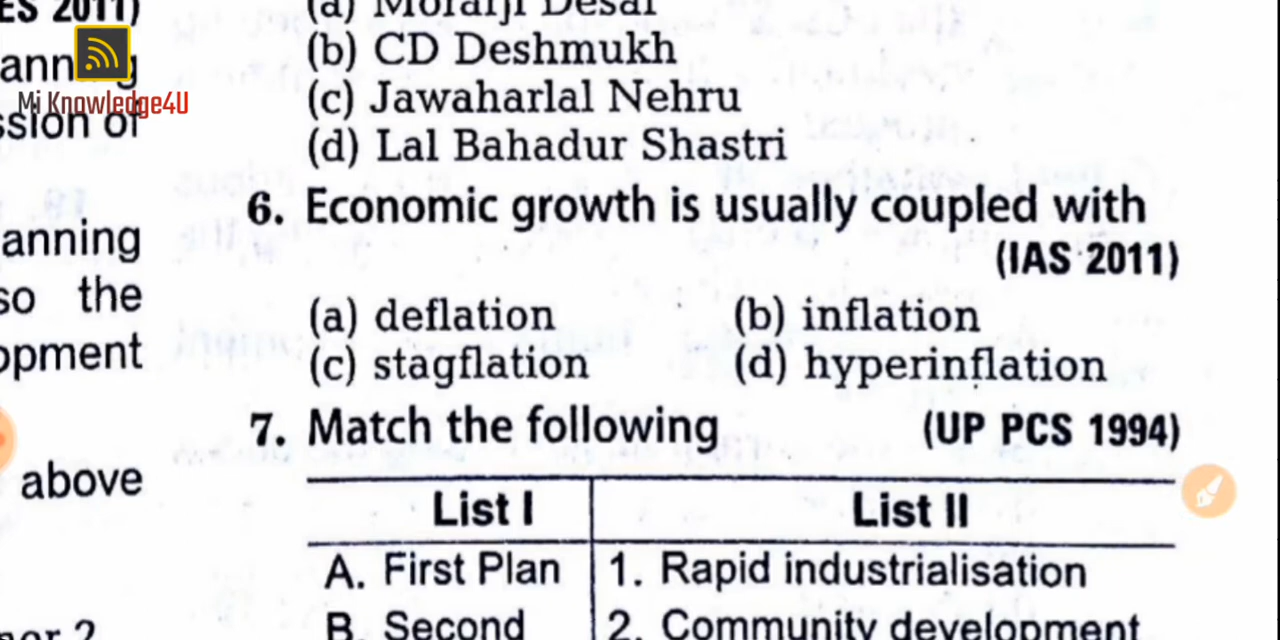 ES 2011)
anning
Mi Knowledge4U
ssion of
anning
so the
opment
above
(a) Morarji Desai
(b) CD Deshmukh
(c) Jawaharlal Nehru
(d) Lal Bahadur Shastri
6. Economic growth is usually coupled with
(IAS 2011)
(a) deflation (b) inflation
(c) stagflation (d) hyperinflation
7. Match the following (UP PCS 1994)
List I List II
A. First Plan 1. Rapid industrialisation
B. Second 2. Community development